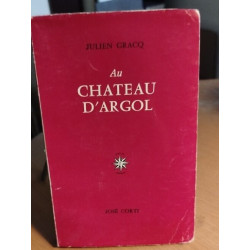 JULIEN GRACQ
Au
CHATEAU
D'ARGOL
JOSÉ CORTI